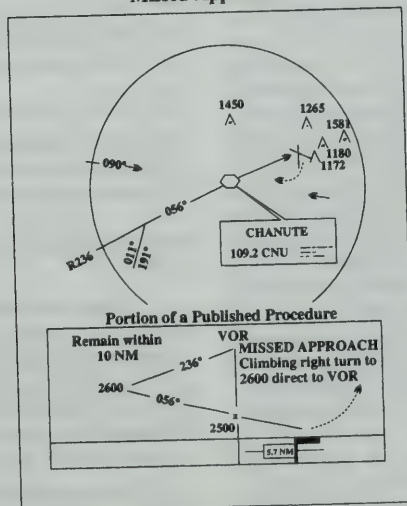 1450
1265
1581
1180
1172
090°
056°
R236
011°
191°
CHANUTE
109.2 CNU
Portion of a Published Procedure
Remain within
10 NM
VOR
236°
2600
056°
2500
MISSED APPROACH
Climbing right turn to
2600 direct to VOR
5.7 NM